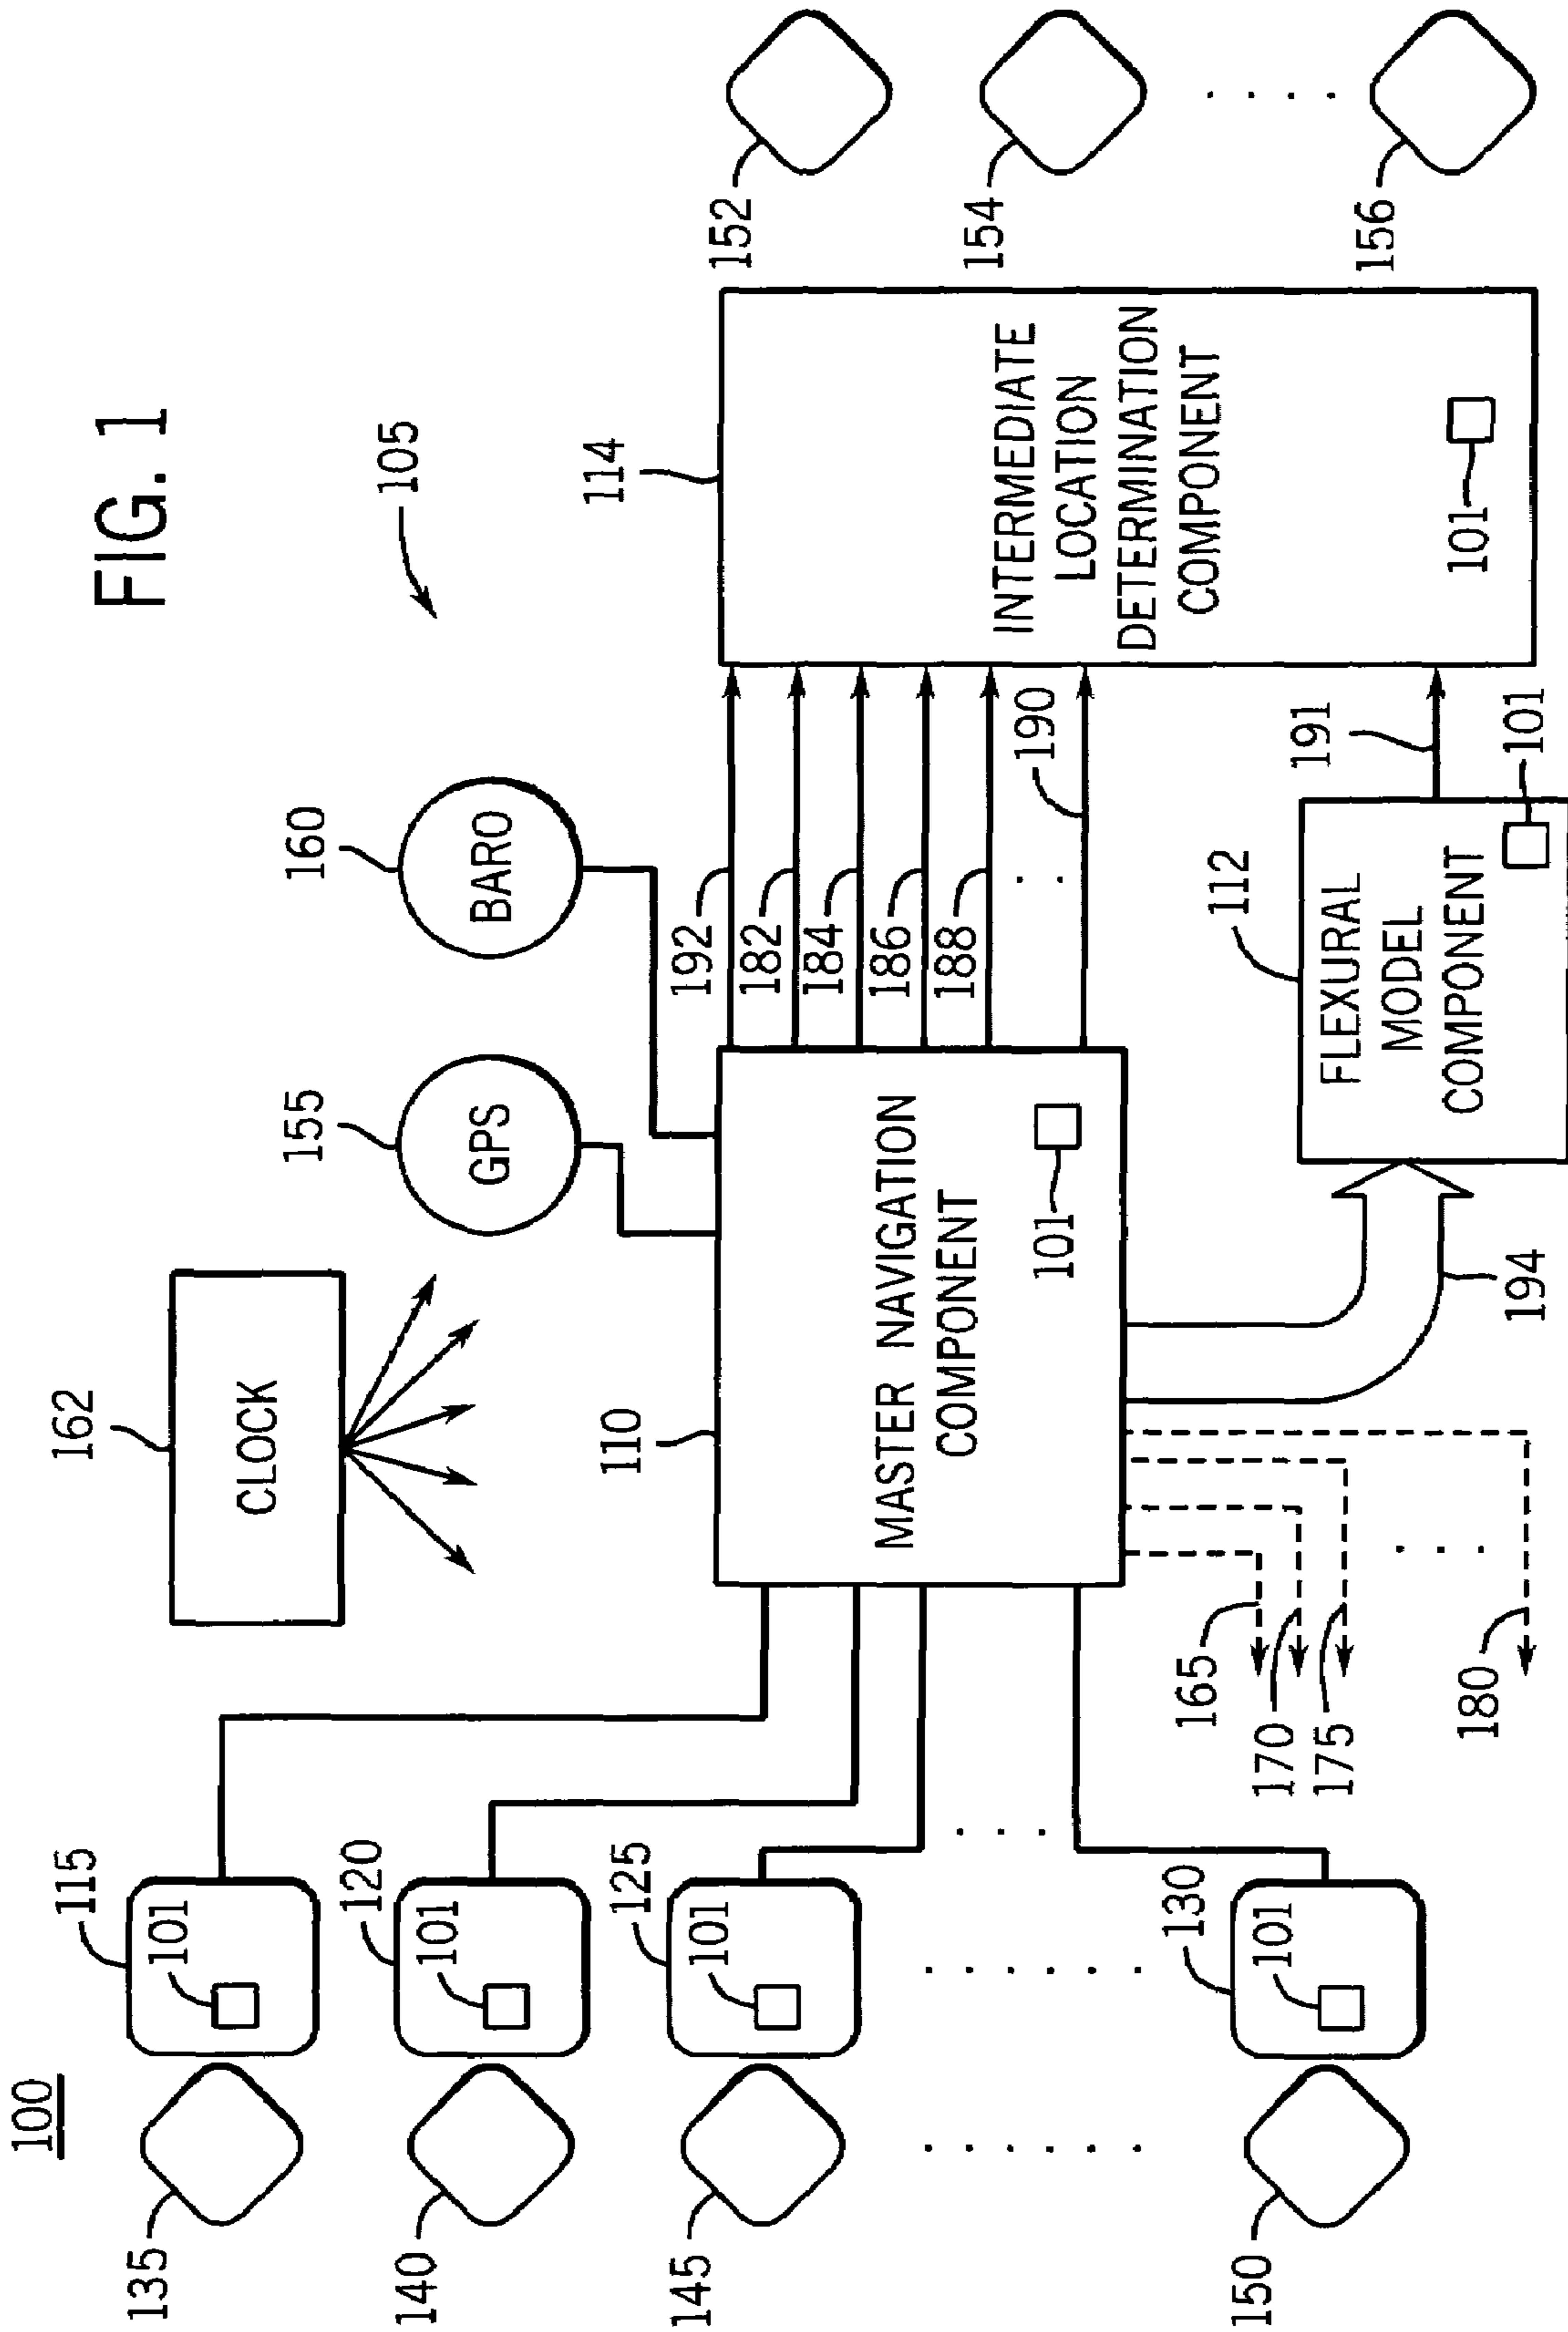 FIG. 1
100
105
162
CLOCK
155
GPS
160
BARO
115
101
120
101
125
101
130
101
135
140
145
150
110
MASTER NAVIGATION
COMPONENT
101
192
182
184
186
188
190
114
INTERMEDIATE
LOCATION
DETERMINATION
COMPONENT
101
152
154
156
165
170
175
180
194
112
FLEXURAL
MODEL
COMPONENT
101
191